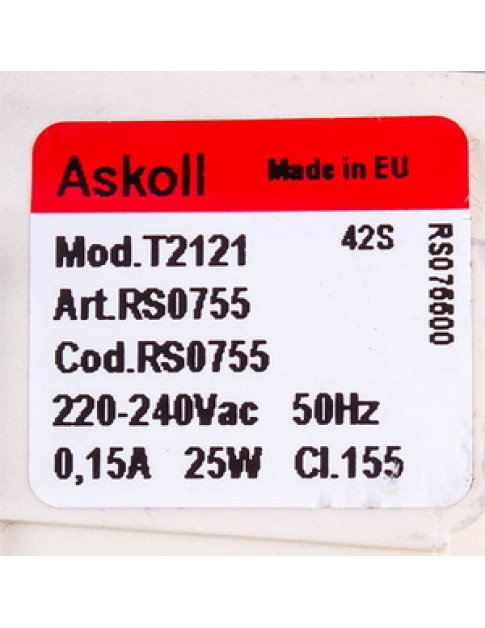 Askoll Made in EU
Mod.T2121 42S
Art.RS0755
Cod.RS0755
220-240Vac 50Hz
0,15A 25W Cl.155
RS076600